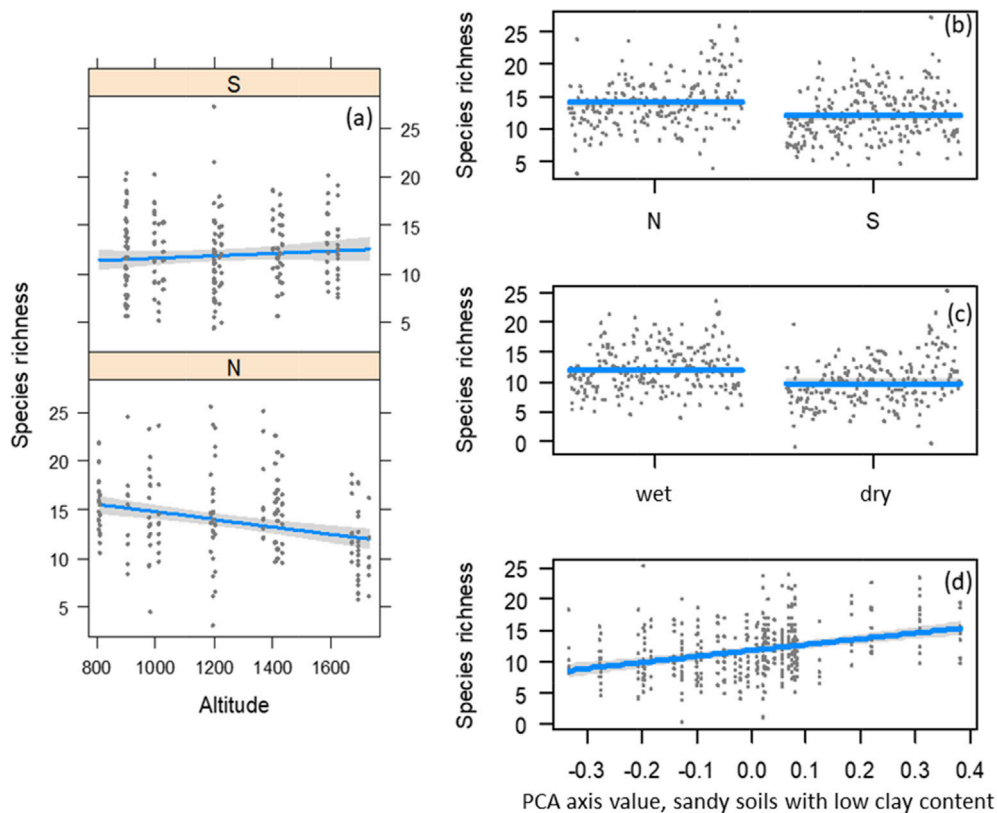 S
(a)
Species richness
25
20
15
10
5
N
25
20
15
10
5
800 1000 1200 1400 1600
Altitude
(b)
Species richness
25
20
15
10
5
N S
(c)
Species richness
25
20
15
10
5
0
wet dry
(d)
Species richness
25
20
15
10
5
0
-0.3 -0.2 -0.1 0.0 0.1 0.2 0.3 0.4
PCA axis value, sandy soils with low clay content